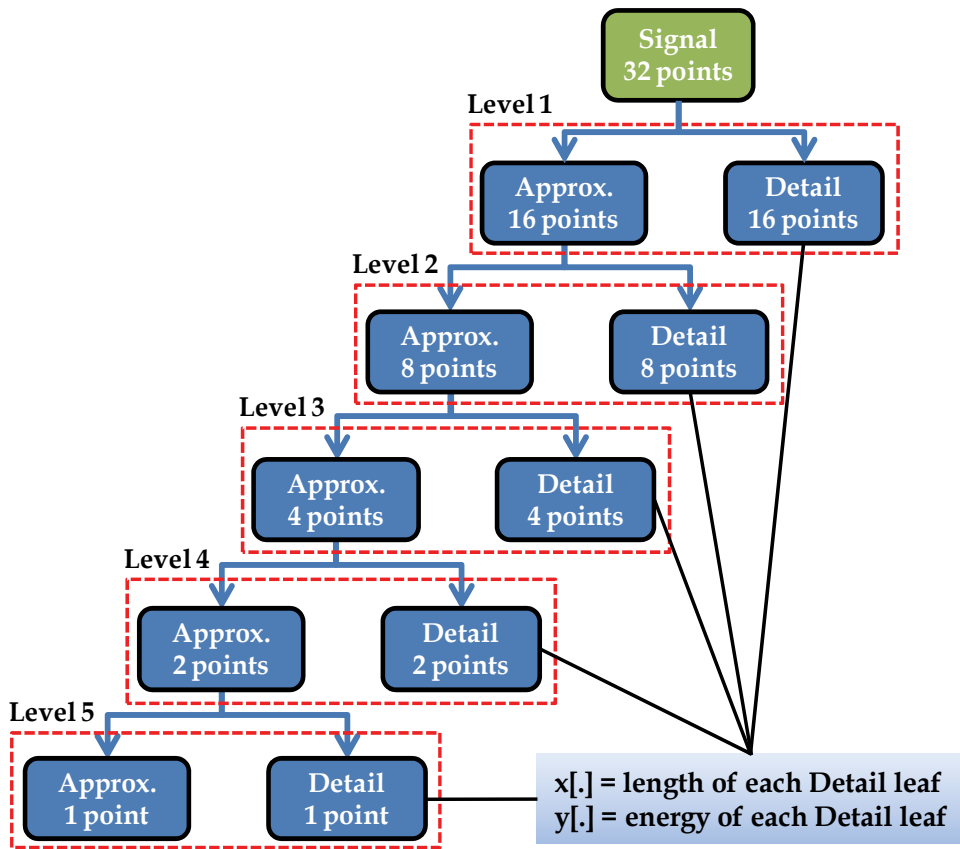 Signal
32 points
Level 1
Approx.
16 points
Detail
16 points
Level 2
Approx.
8 points
Detail
8 points
Level 3
Approx.
4 points
Detail
4 points
Level 4
Approx.
2 points
Detail
2 points
Level 5
Approx.
1 point
Detail
1 point
x[.] = length of each Detail leaf
y[.] = energy of each Detail leaf